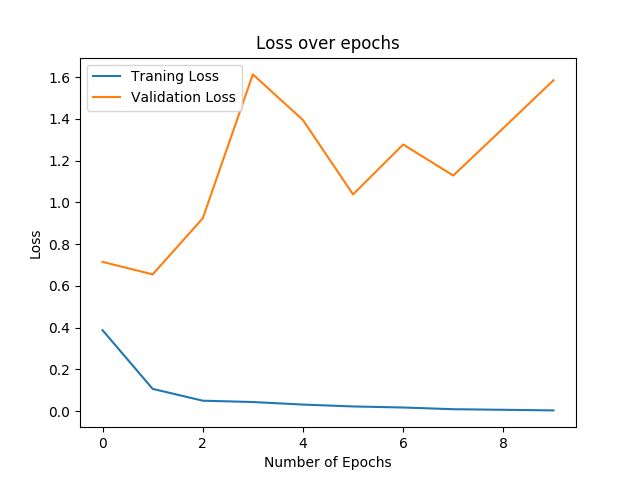 Loss over epochs
Traning Loss
Validation Loss
1.6
1.4
1.2
1.0
0.8
0.6
0.4
0.2
0.0
Loss
0 2 4 6 8
Number of Epochs